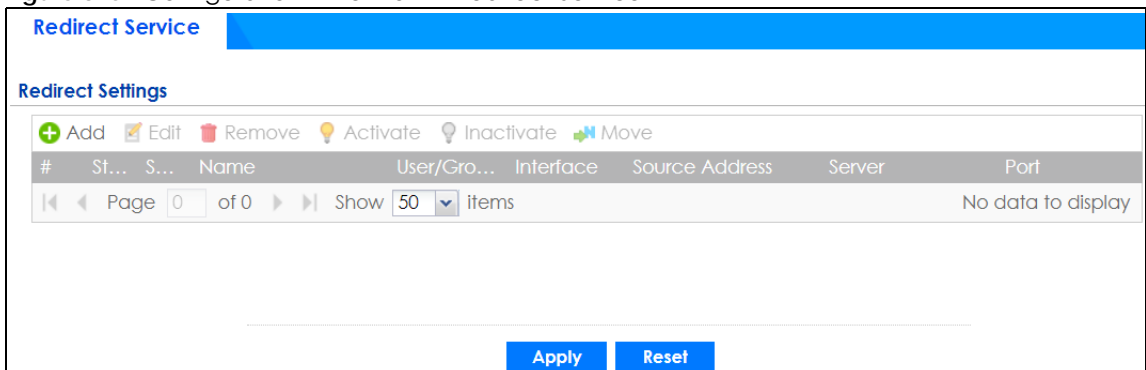 Redirect Service
Redirect Settings
Add Edit Remove Activate Inactivate Move
# St... S... Name User/Gro... Interface Source Address Server Port
Page 0 of 0 Show 50 items No data to display
Apply Reset